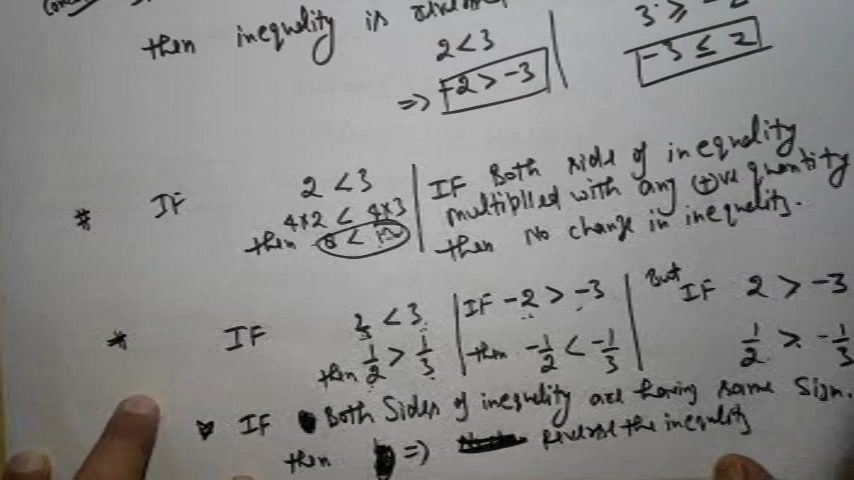 then inequality is
2 < 3
⇒ -2 > -3
3 ≥ -2
-3 ≤ 2
* IF 2 < 3
4×2 < 4×3
then 8 < 12
IF Both side of inequality
multiplied with any (+)ve quantity
then No change in inequality.
* IF 2 < 3
then 1/2 > 1/3
IF -2 > -3
then -1/2 < -1/3
But IF 2 > -3
1/2 > -1/3
IF Both Sides of inequality are having same sign.
then ⇒ reverse the inequality